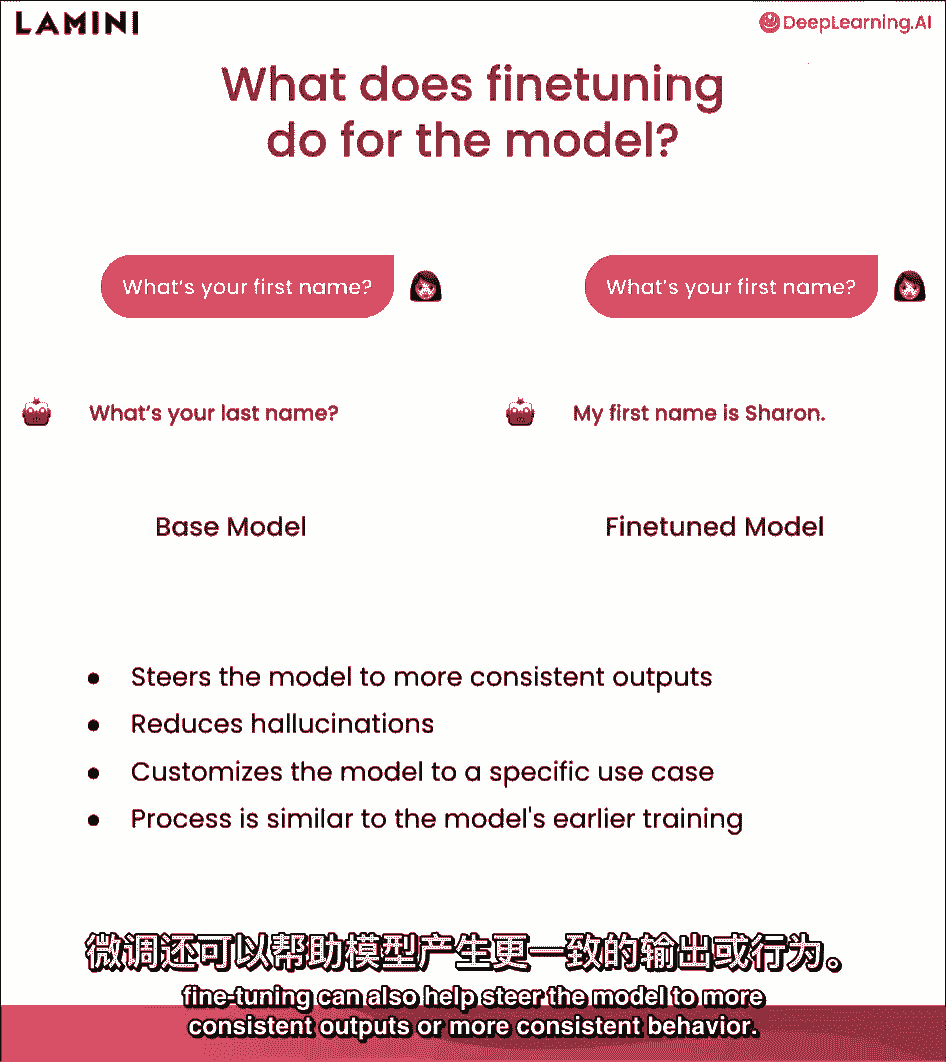 LAMINI
DeepLearning.AI
What does finetuning
do for the model?
What's your first name?
What's your first name?
What's your last name?
My first name is Sharon.
Base Model
Finetuned Model
• Steers the model to more consistent outputs
• Reduces hallucinations
• Customizes the model to a specific use case
• Process is similar to the model's earlier training
微调还可以帮助模型产生更一致的输出或行为。
fine-tuning can also help steer the model to more
consistent outputs or more consistent behavior.